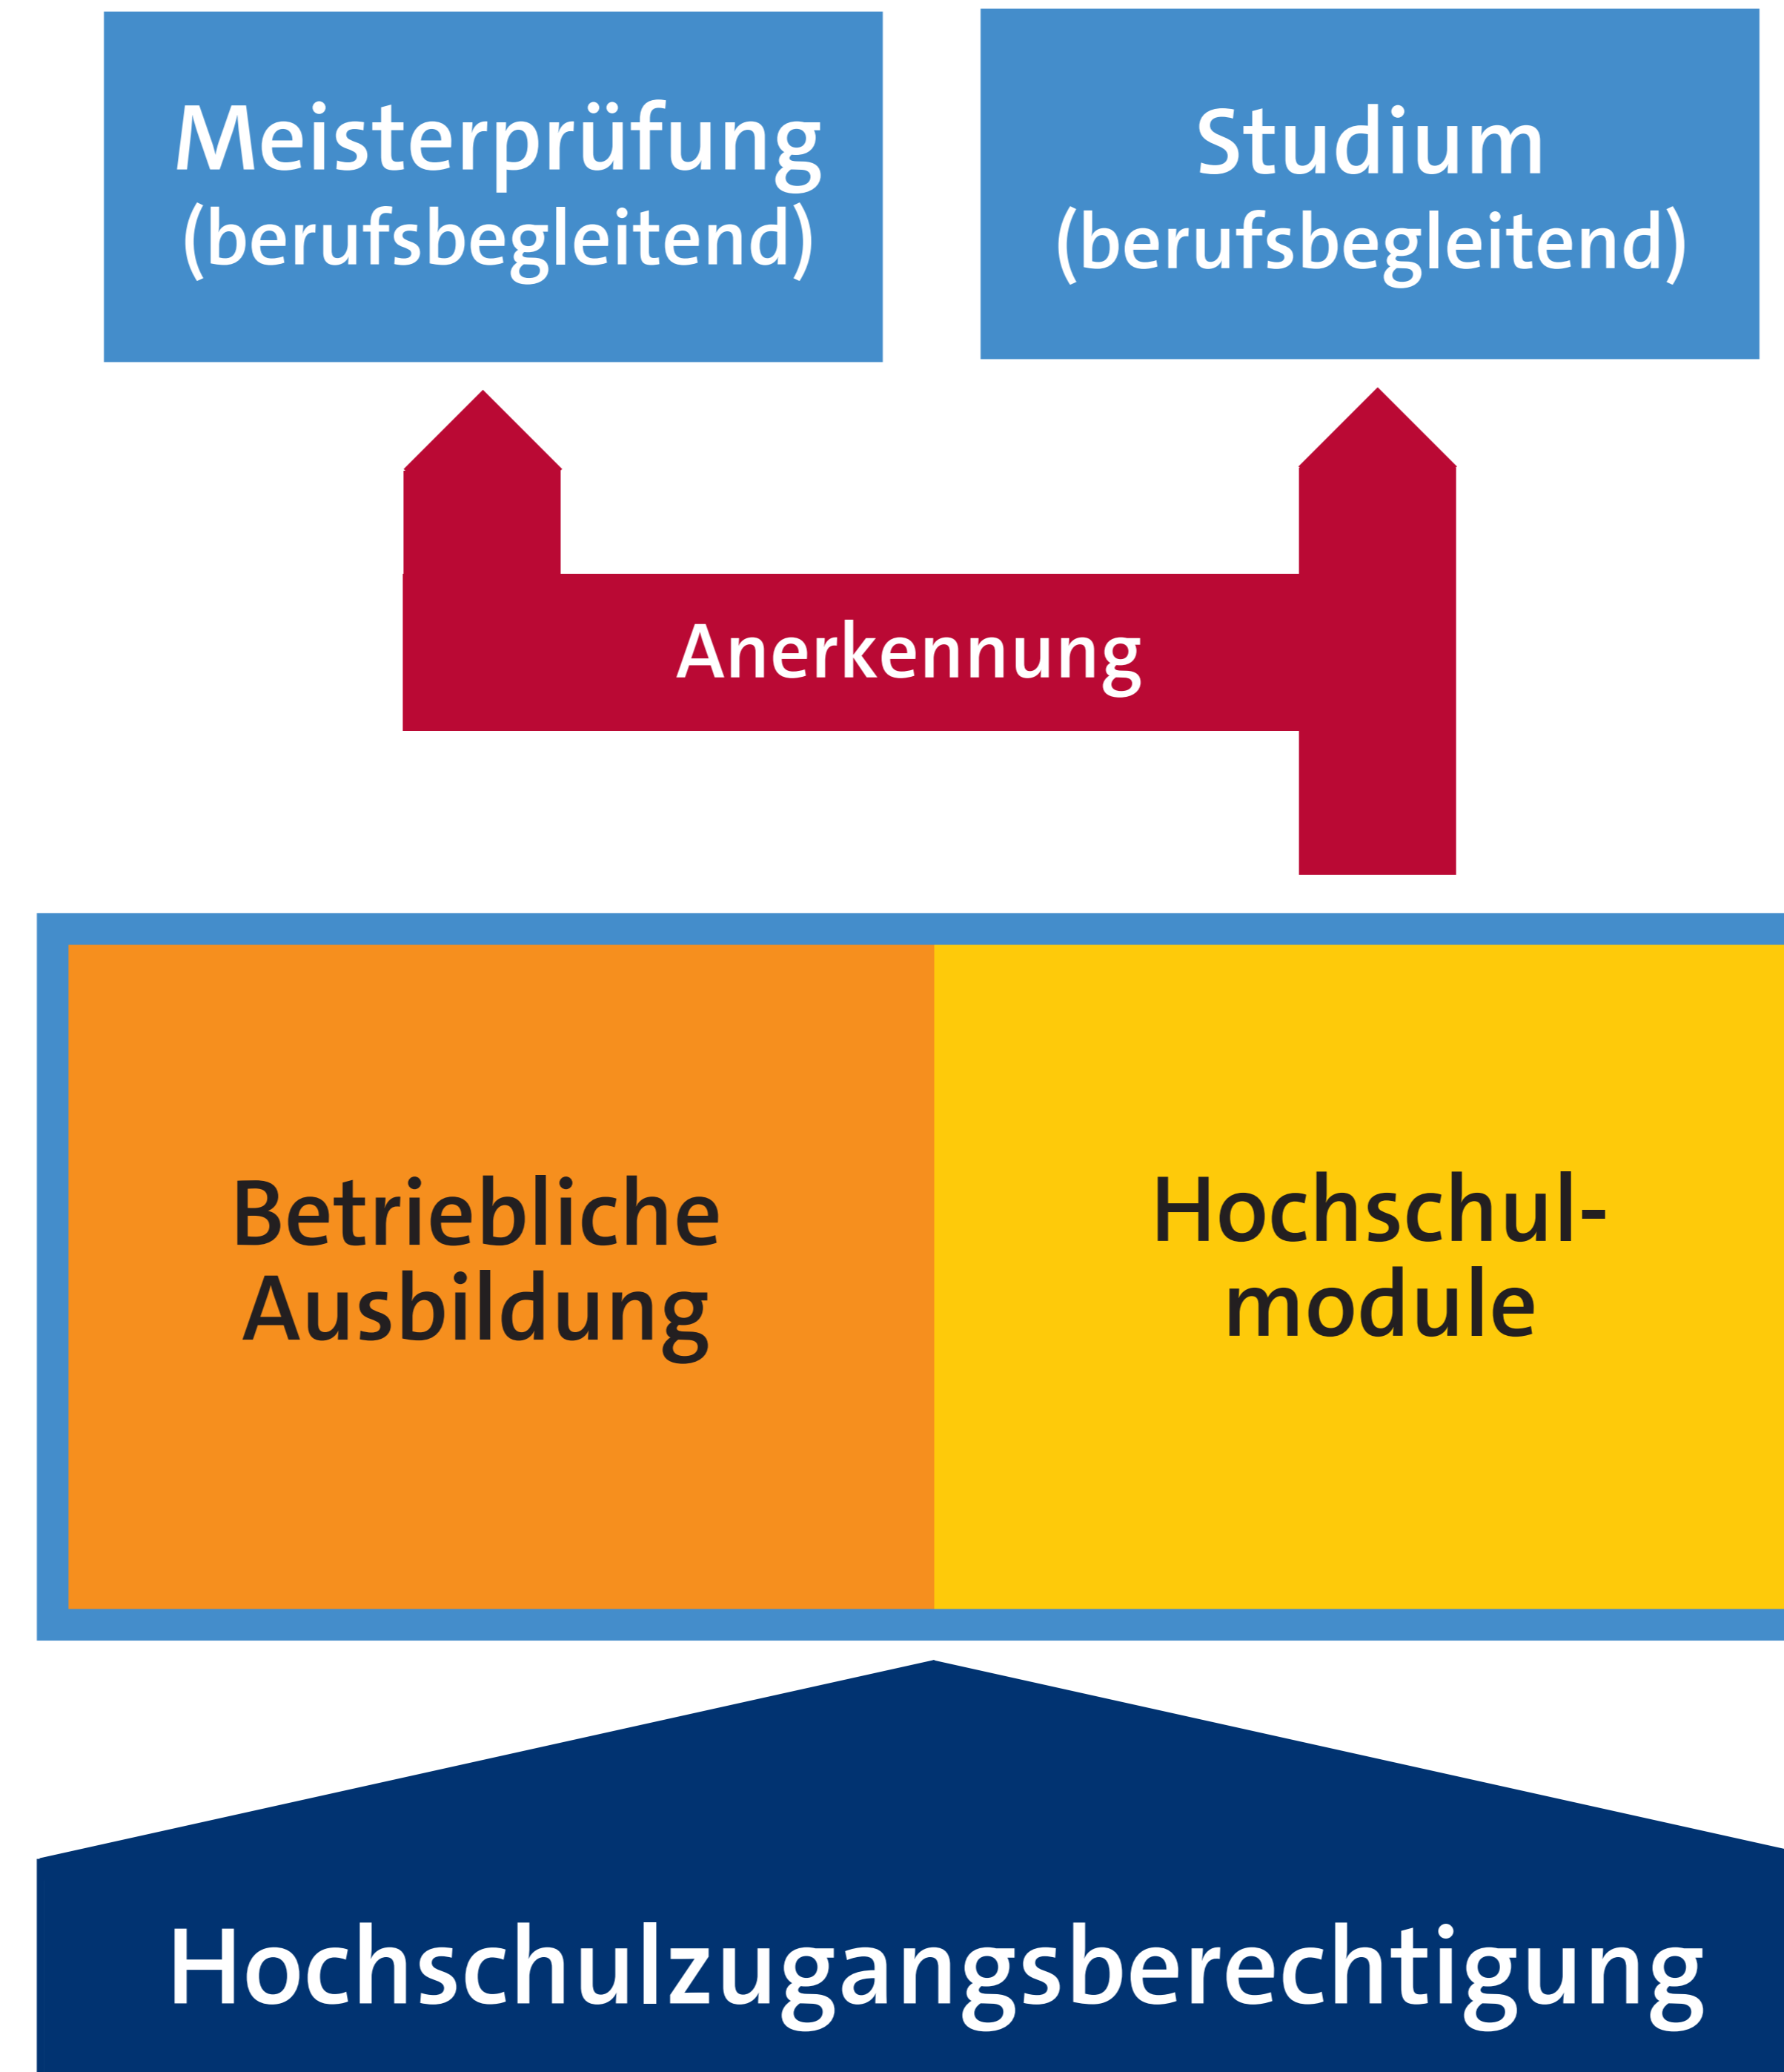 Meisterprüfung
(berufsbegleitend)
Studium
(berufsbegleitend)
Anerkennung
Betriebliche
Ausbildung
Hochschul-
module
Hochschulzugangsberechtigung